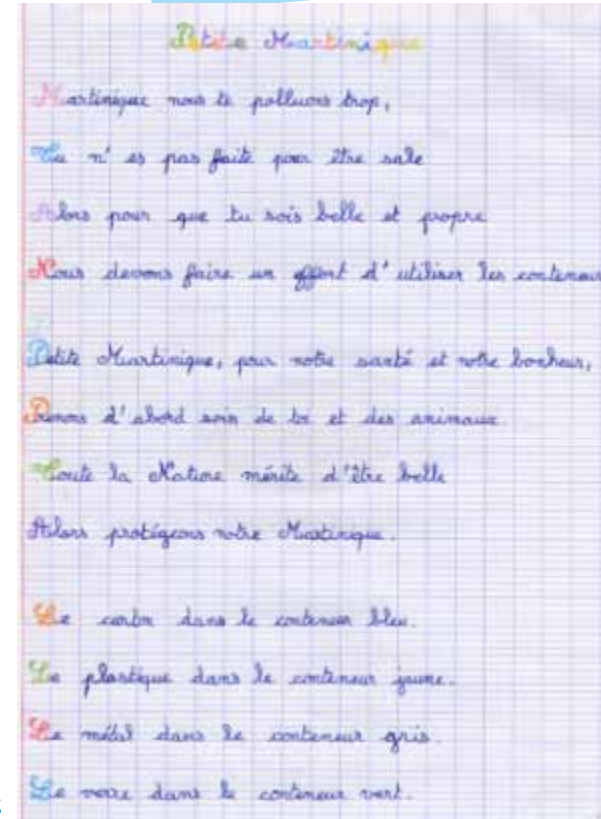 Petite Martinique
Martinique nous te polluons trop,
Tu n' es pas faite pour être sale
Alors pour que tu sois belle et propre
Nous devons faire un effort d' utiliser les conteneur
Petite Martinique, pour notre santé et notre bonheur,
Prenons d' abord soin de toi et des animaux.
Toute la Nature mérite d'être belle
Alors protégeons notre Martinique.
Le carton dans le conteneur bleu.
Le plastique dans le conteneur jaune.
Le métal dans le conteneur gris.
Le verre dans le conteneur vert.
s